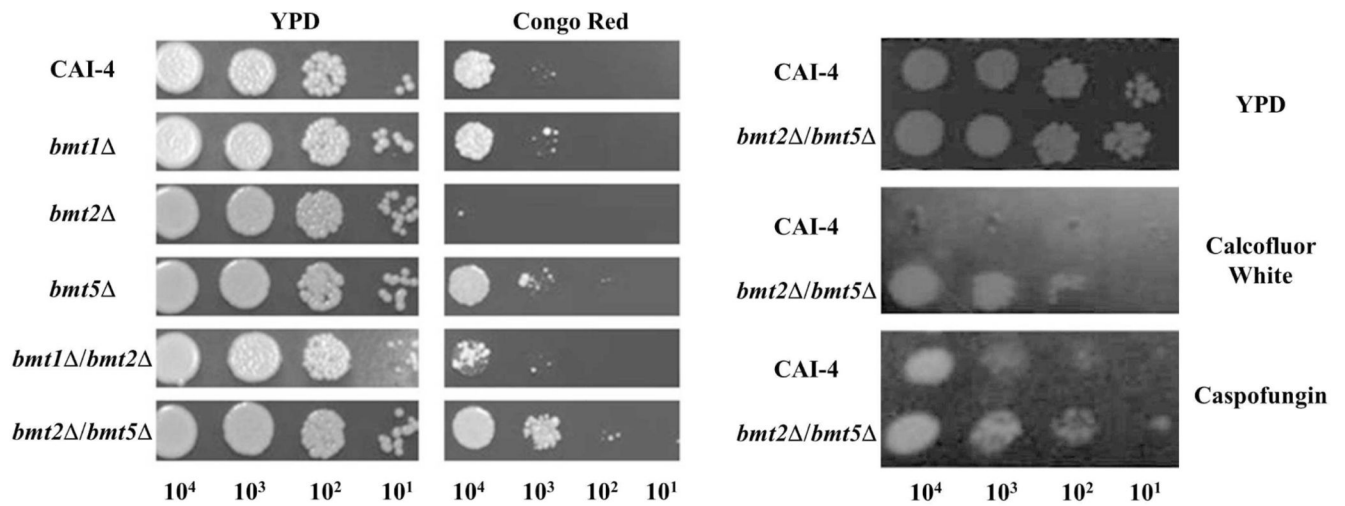 YPD Congo Red
CAI-4
bmt1Δ
bmt2Δ
bmt5Δ
bmt1Δ/bmt2Δ
bmt2Δ/bmt5Δ
10⁴ 10³ 10² 10¹ 10⁴ 10³ 10² 10¹
CAI-4
bmt2Δ/bmt5Δ
YPD
CAI-4
bmt2Δ/bmt5Δ
Calcofluor
White
CAI-4
bmt2Δ/bmt5Δ
Caspofungin
10⁴ 10³ 10² 10¹